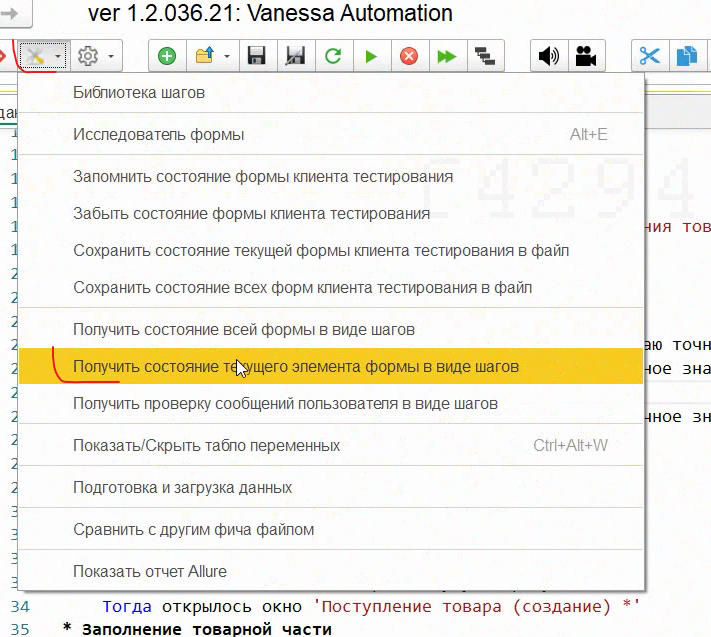 ver 1.2.036.21: Vanessa Automation
Библиотека шагов
Исследователь формы Alt+E
Запомнить состояние формы клиента тестирования
Забыть состояние формы клиента тестирования
ния тов
Сохранить состояние текущей формы клиента тестирования в файл
Сохранить состояние всех форм клиента тестирования в файл
Получить состояние всей формы в виде шагов
аю точн
Получить состояние текущего элемента формы в виде шагов
ное зна
Получить проверку сообщений пользователя в виде шагов
чное зн
Показать/Скрыть табло переменных Ctrl+Alt+W
Подготовка и загрузка данных
Сравнить с другим фича файлом
Показать отчет Allure
34 Тогда открылось окно 'Поступление товара (создание) *'
35 * Заполнение товарной части